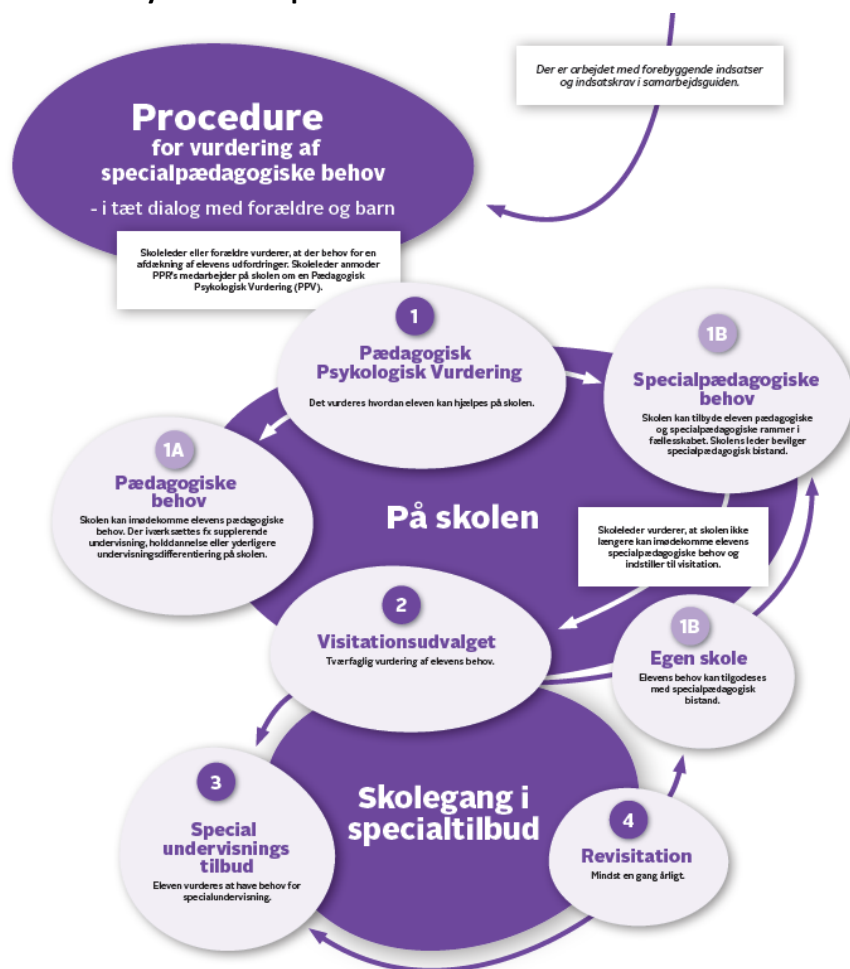 Der er arbejdet med forebyggende indsatser
og indsatskrav i samarbejdsguiden.
Procedure
for vurdering af
specialpædagogiske behov
- i tæt dialog med forældre og barn
Skoleleder eller forældre vurderer, at der behov for en
afdækning af elevens udfordringer. Skoleleder anmoder
PPR's medarbejder på skolen om en Pædagogisk
Psykologisk Vurdering (PPV).
1
Pædagogisk
Psykologisk Vurdering
Det vurderes hvordan eleven kan hjælpes på skolen.
1B
Specialpædagogiske
behov
Skolen kan tilbyde eleven pædagogiske
og specialpædagogiske rammer i
fællesskabet. Skolens leder bevilger
specialpædagogisk bistand.
1A
Pædagogiske
behov
Skolen kan imødekomme elevens pædagogiske
behov. Der iværksættes fx supplerende
undervisning, holddannelse eller yderligere
undervisningsdifferentiering på skolen.
På skolen
Skoleleder vurderer, at skolen ikke
længere kan imødekomme elevens
specialpædagogiske behov og
indstiller til visitation.
2
Visitationsudvalget
Tværfaglig vurdering af elevens behov.
1B
Egen skole
Elevens behov kan tilgodeses
med specialpædagogisk
bistand.
3
Special
undervisnings
tilbud
Eleven vurderes at have behov for
specialundervisning.
Skolegang i
specialtilbud
4
Revisitation
Mindst en gang årligt.